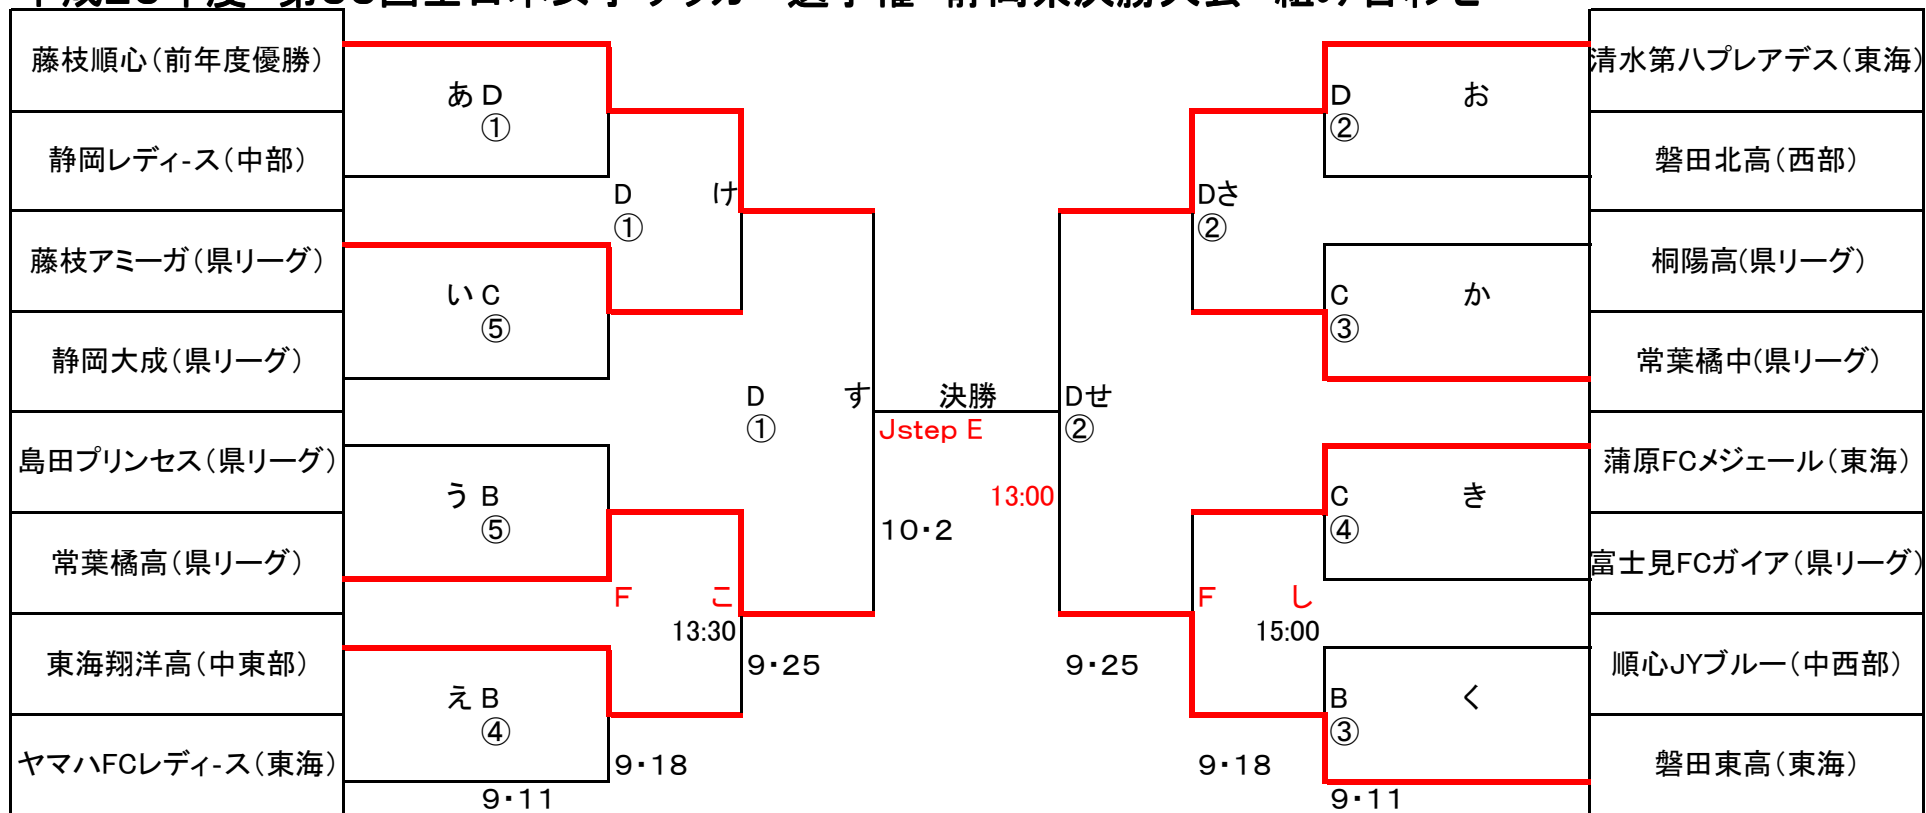 藤枝順心（前年度優勝）
静岡レディ-ス（中部）
藤枝アミーガ（県リーグ）
静岡大成（県リーグ）
島田プリンセス（県リーグ）
常葉橘高（県リーグ）
東海翔洋高（中東部）
ヤマハFCレディ-ス（東海）
あ D
①
い C
⑤
う B
⑤
え B
④
9・11
D け
①
F こ
13:30
9・18
D す
①
9・25
決勝
Jstep E
13:00
10・2
Dせ
②
9・25
Dさ
②
F し
15:00
9・18
D お
②
C か
③
C き
④
B く
③
9・11
清水第八プレアデス（東海）
磐田北高（西部）
桐陽高(県リーグ）
常葉橘中(県リーグ）
蒲原FCメジェール（東海）
富士見FCガイア（県リーグ）
順心JYブルー（中西部）
磐田東高（東海）